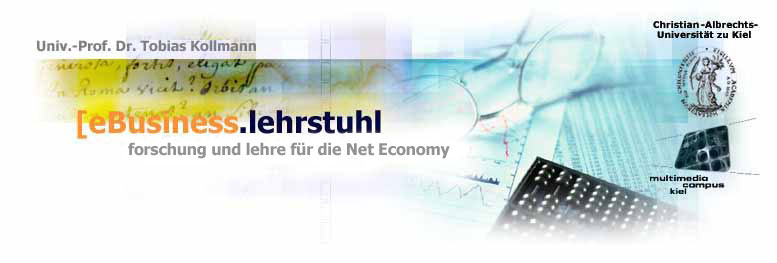 Univ.-Prof. Dr. Tobias Kollmann
Christian-Albrechts-
Universität zu Kiel
[eBusiness.lehrstuhl
forschung und lehre für die Net Economy
multimedia
campus
kiel